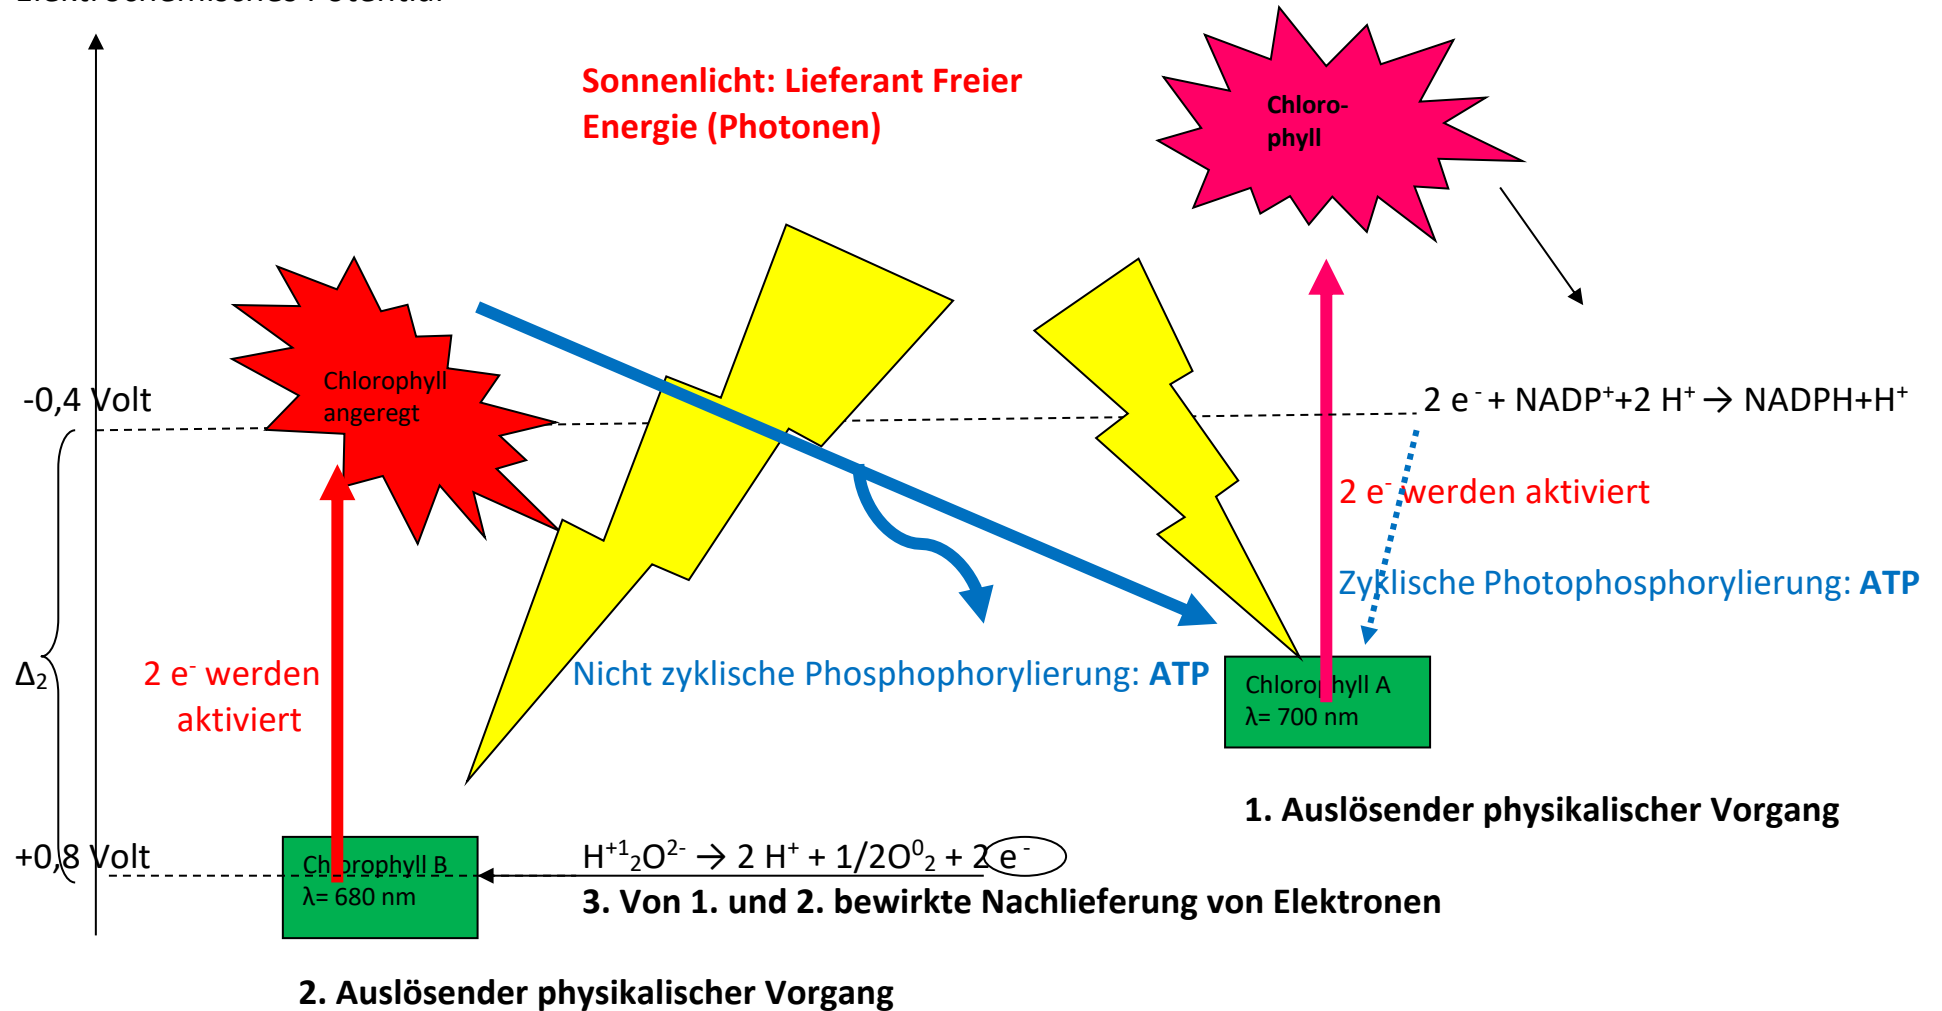 Elektrochemisches Potential
Sonnenlicht: Lieferant Freier
Energie (Photonen)
Chloro-
phyll
Chlorophyll
angeregt
-0,4 Volt
2 e⁻ + NADP⁺+2 H⁺ → NADPH+H⁺
2 e⁻ werden aktiviert
Zyklische Photophosphorylierung: ATP
Δ₂
2 e⁻ werden
aktiviert
Nicht zyklische Phosphophorylierung: ATP
Chlorophyll A
λ= 700 nm
1. Auslösender physikalischer Vorgang
+0,8 Volt
Chlorophyll B
λ= 680 nm
H⁺¹₂O²⁻ → 2 H⁺ + 1/2O⁰₂ + 2 e⁻
3. Von 1. und 2. bewirkte Nachlieferung von Elektronen
2. Auslösender physikalischer Vorgang